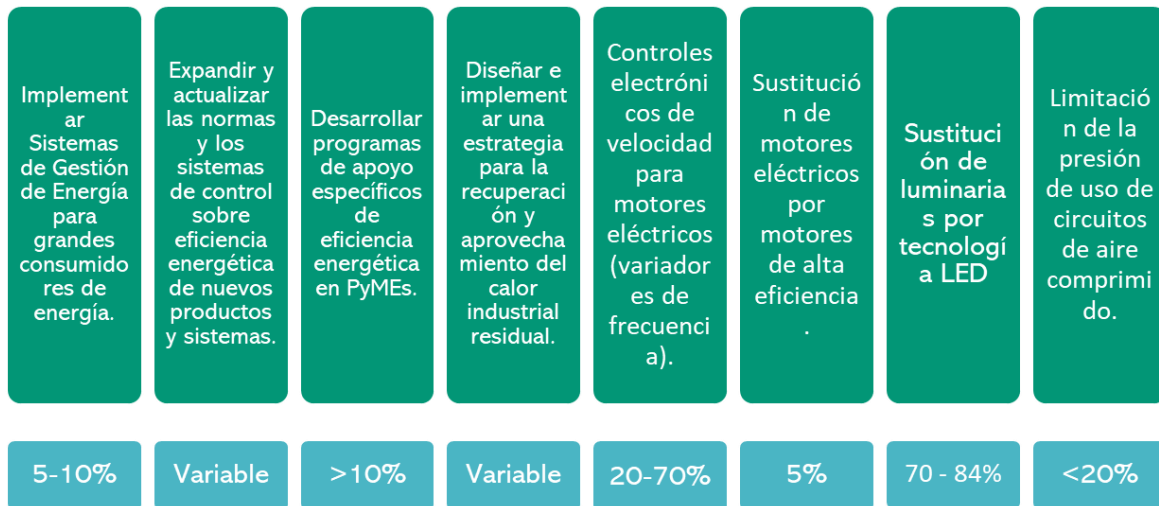 Implement
ar
Sistemas
de Gestión
de Energía
para
grandes
consumido
res de
energía.
Expandir y
actualizar
las normas
y los
sistemas
de control
sobre
eficiencia
energética
de nuevos
productos
y sistemas.
Desarrollar
programas
de apoyo
específicos
de
eficiencia
energética
en PyMEs.
Diseñar e
implement
ar una
estrategia
para la
recuperaci
ón y
aprovecha
miento del
calor
industrial
residual.
Controles
electróni
cos de
velocidad
para
motores
eléctricos
(variador
es de
frecuenci
a).
Sustitució
n de
motores
eléctricos
por
motores
de alta
eficiencia
.
Sustituci
ón de
luminaria
s por
tecnologí
a LED
Limitació
n de la
presión
de uso de
circuitos
de aire
comprimi
do.
5-10%
Variable
>10%
Variable
20-70%
5%
70 - 84%
<20%